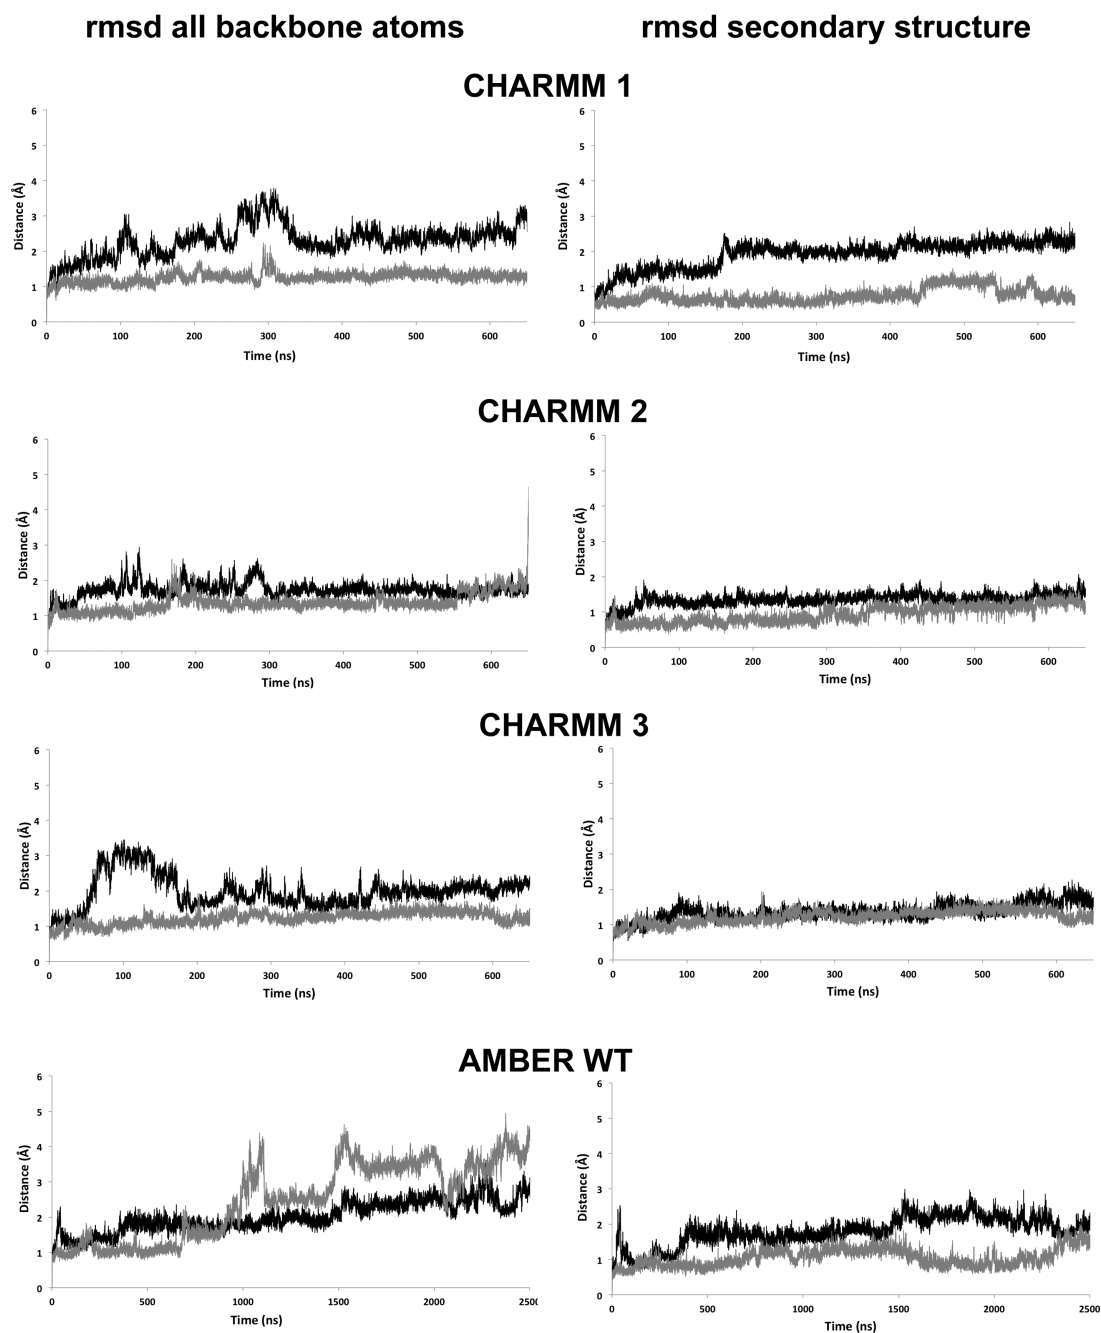 rmsd all backbone atoms
rmsd secondary structure
CHARMM 1
6
5
4
3
2
1
0
Distance (Å)
0 100 200 300 400 500 600
Time (ns)
6
5
4
3
2
1
0
Distance (Å)
0 100 200 300 400 500 600
Time (ns)
CHARMM 2
6
5
4
3
2
1
0
Distance (Å)
0 100 200 300 400 500 600
Time (ns)
6
5
4
3
2
1
0
Distance (Å)
0 100 200 300 400 500 600
Time (ns)
CHARMM 3
6
5
4
3
2
1
0
Distance (Å)
0 100 200 300 400 500 600
Time (ns)
6
5
4
3
2
1
0
Distance (Å)
0 100 200 300 400 500 600
Time (ns)
AMBER WT
6
5
4
3
2
1
0
Distance (Å)
0 500 1000 1500 2000 2500
Time (ns)
6
5
4
3
2
1
0
Distance (Å)
0 500 1000 1500 2000 2500
Time (ns)